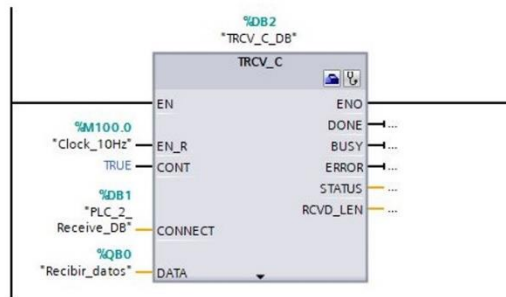 %DB2
"TRCV_C_DB"
TRCV_C
EN ENO
DONE ...
%M100.0 BUSY ...
"Clock_10Hz" EN_R
TRUE CONT ERROR ...
STATUS ...
%DB1 RCVD_LEN ...
"PLC_2_
Receive_DB" CONNECT
%QB0
"Recibir_datos" DATA